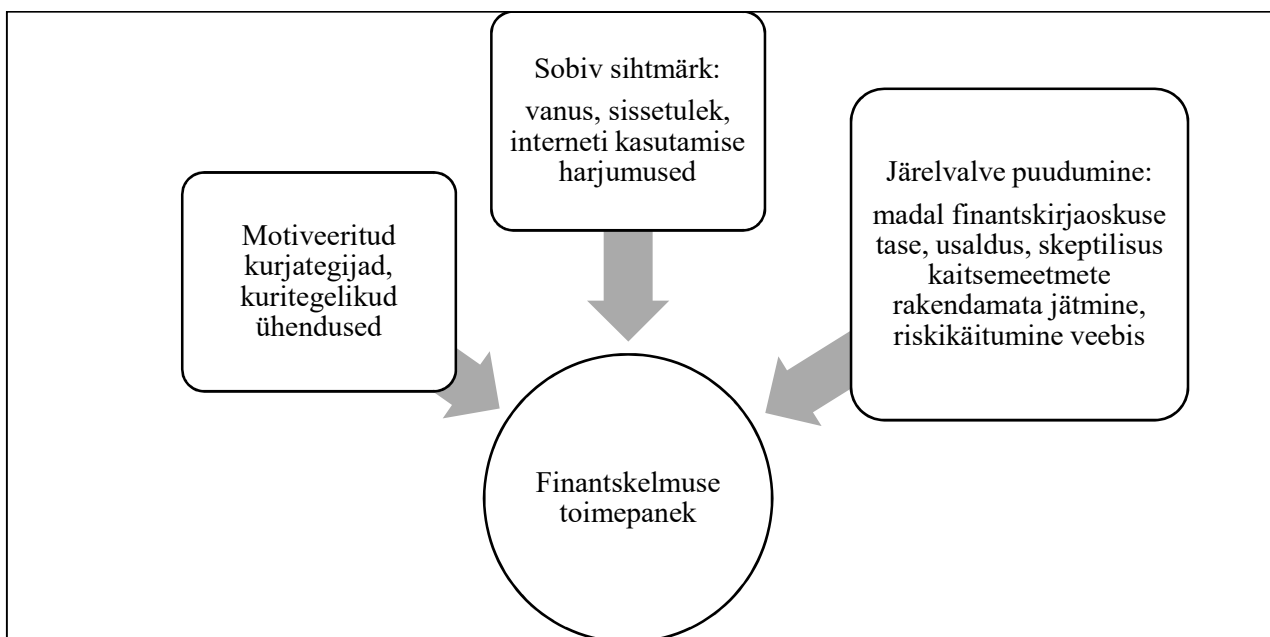 Sobiv sihtmärk:
vanus, sissetulek,
interneti kasutamise
harjumused
Motiveeritud
kurjategijad,
kuritegelikud
ühendused
Järelvalve puudumine:
madal finantskirjaoskuse
tase, usaldus, skeptilisus
kaitsemeetmete
rakendamata jätmine,
riskikäitumine veebis
Finantskelmuse
toimepanek